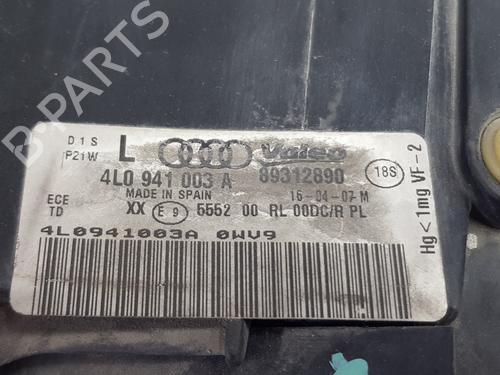 D1S
P21W
L Valeo
4L0 941 003 A 89312890
18S
MADE IN SPAIN 16-04-07-M
ECE
TD
XX E9 5552 00 RL 00DC/R PL
4L0941003A 0WV9
Hg<1mg VF-2
B-PARTS